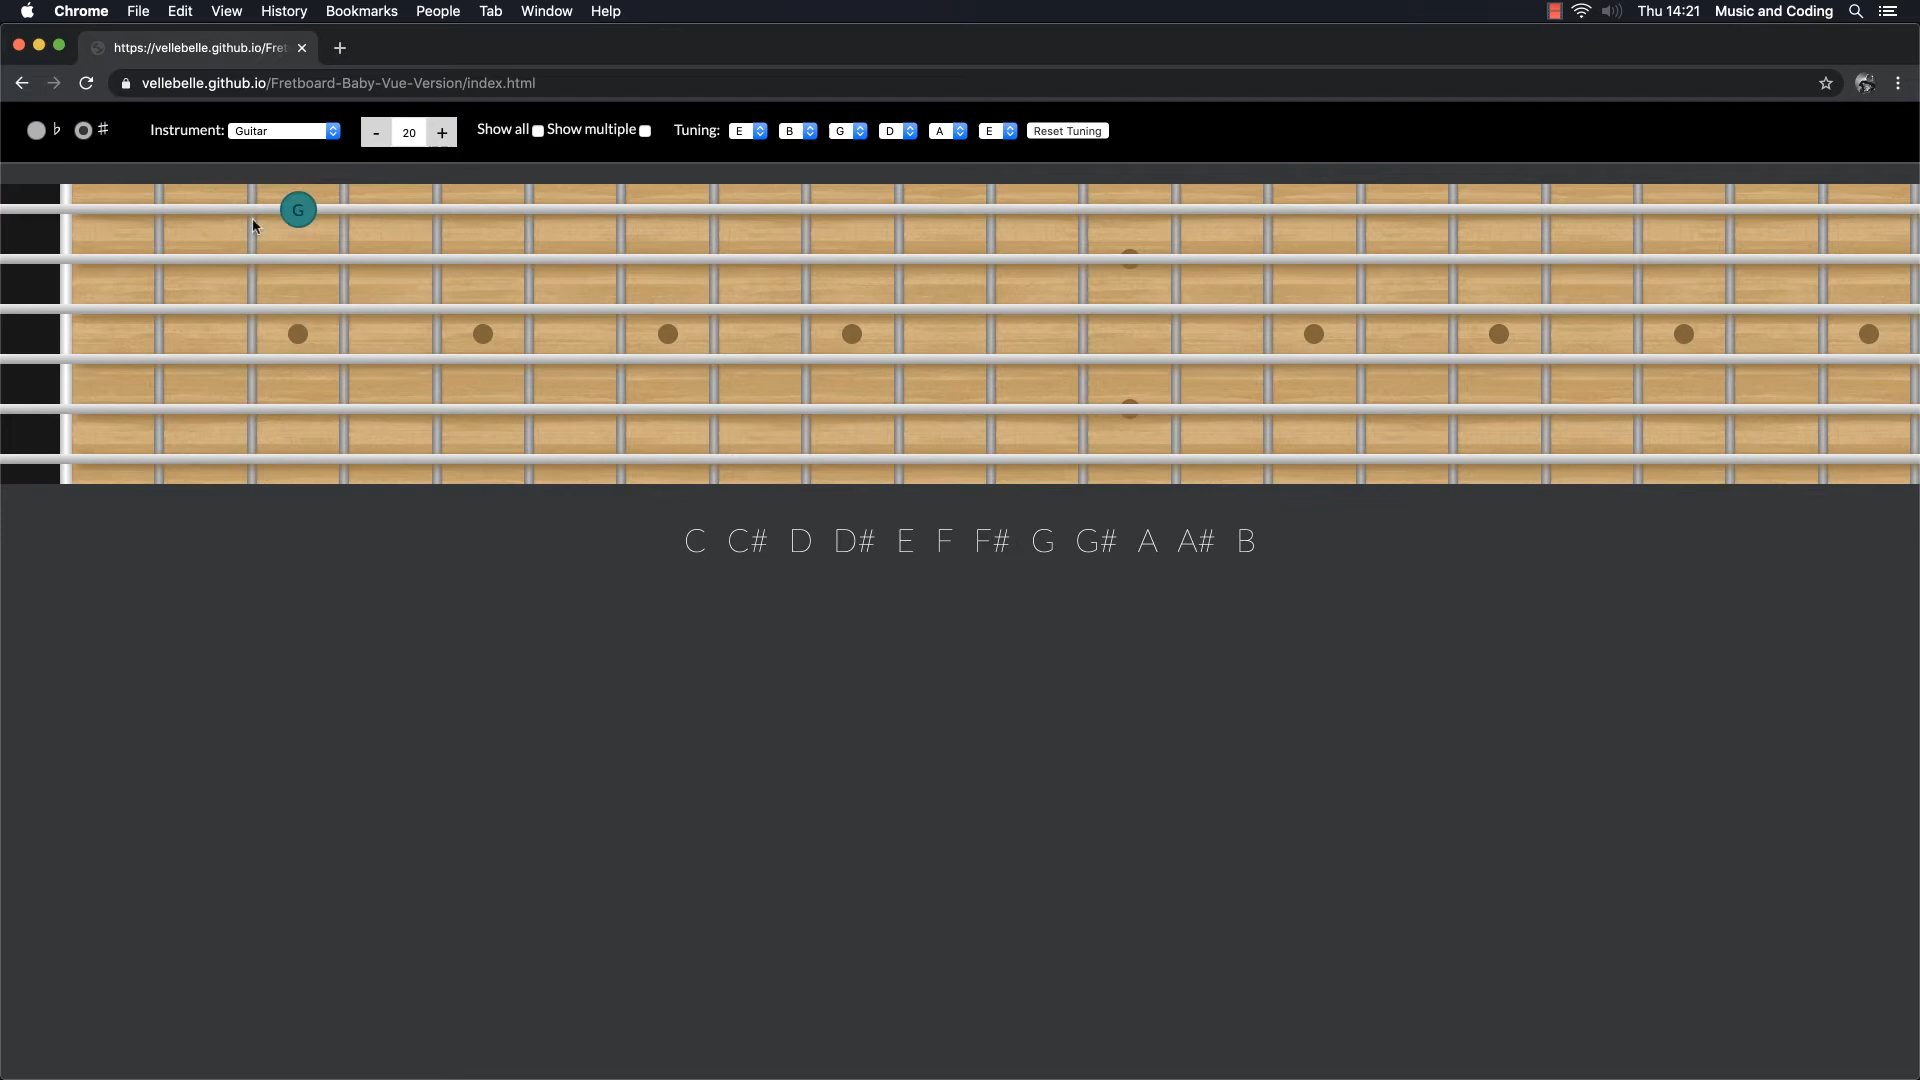 Chrome File Edit View History Bookmarks People Tab Window Help Thu 14:21 Music and Coding
https://vellebelle.github.io/Fret
vellebelle.github.io/Fretboard-Baby-Vue-Version/index.html
♭ ♯ Instrument: Guitar - 20 + Show all Show multiple Tuning: E B G D A E Reset Tuning
G
C C# D D# E F F# G G# A A# B